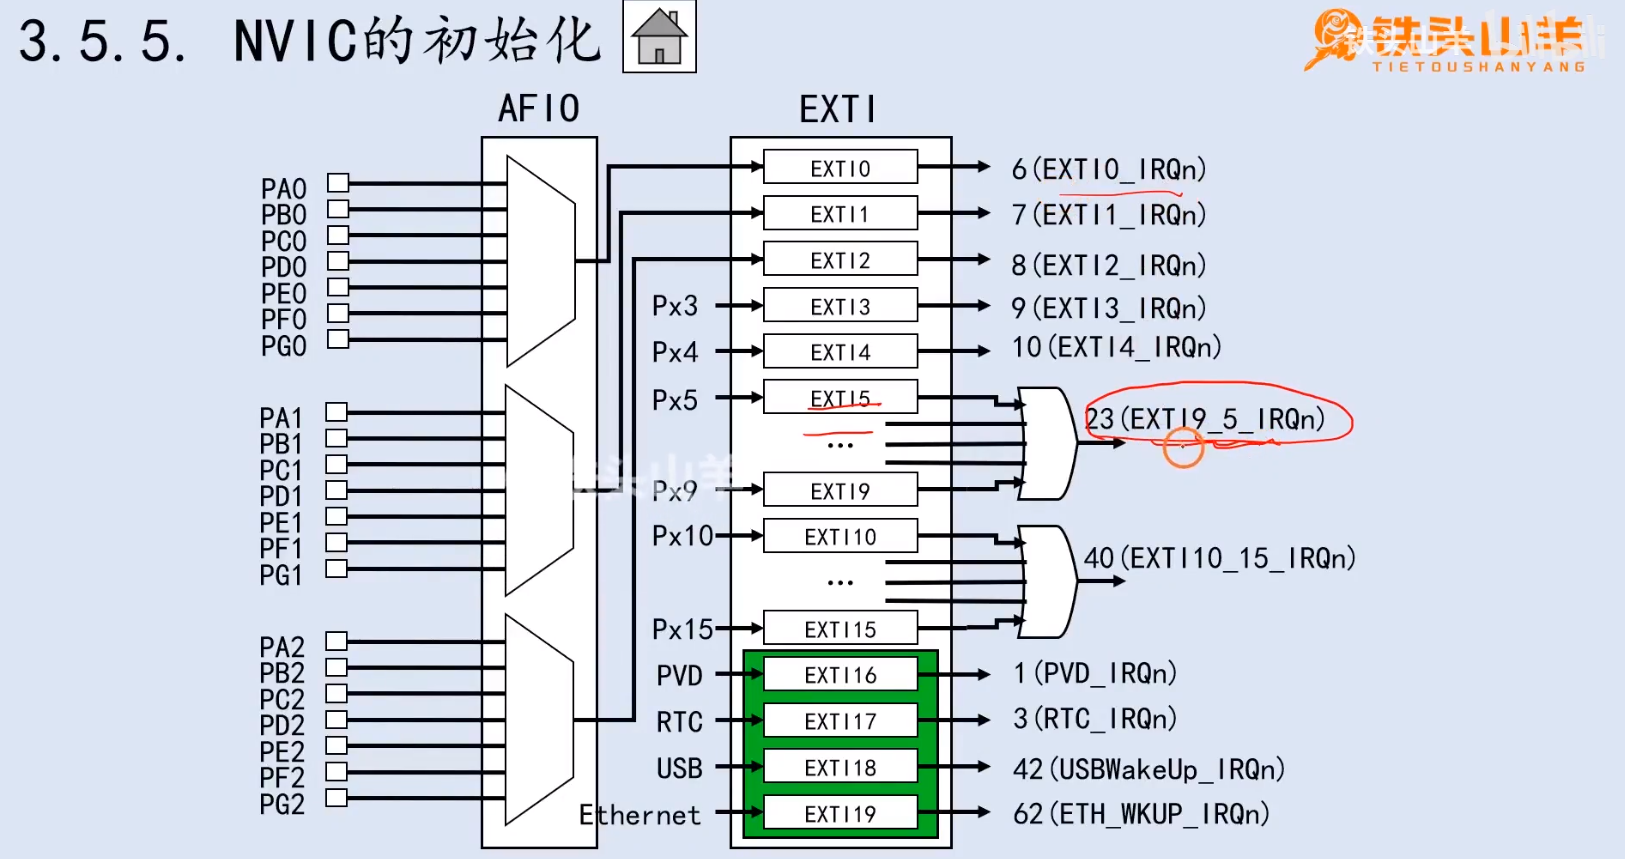 3.5.5. NVIC的初始化
铁头山羊
TIETOUSHANYANG
AFIO
EXTI
PA0
PB0
PC0
PD0
PE0
PF0
PG0
PA1
PB1
PC1
PD1
PE1
PF1
PG1
PA2
PB2
PC2
PD2
PE2
PF2
PG2
EXTI0 6(EXTI0_IRQn)
EXTI1 7(EXTI1_IRQn)
EXTI2 8(EXTI2_IRQn)
Px3 EXTI3 9(EXTI3_IRQn)
Px4 EXTI4 10(EXTI4_IRQn)
Px5 EXTI5
... 23(EXTI9_5_IRQn)
Px9 EXTI9
Px10 EXTI10
... 40(EXTI10_15_IRQn)
Px15 EXTI15
PVD EXTI16 1(PVD_IRQn)
RTC EXTI17 3(RTC_IRQn)
USB EXTI18 42(USBWakeUp_IRQn)
Ethernet EXTI19 62(ETH_WKUP_IRQn)